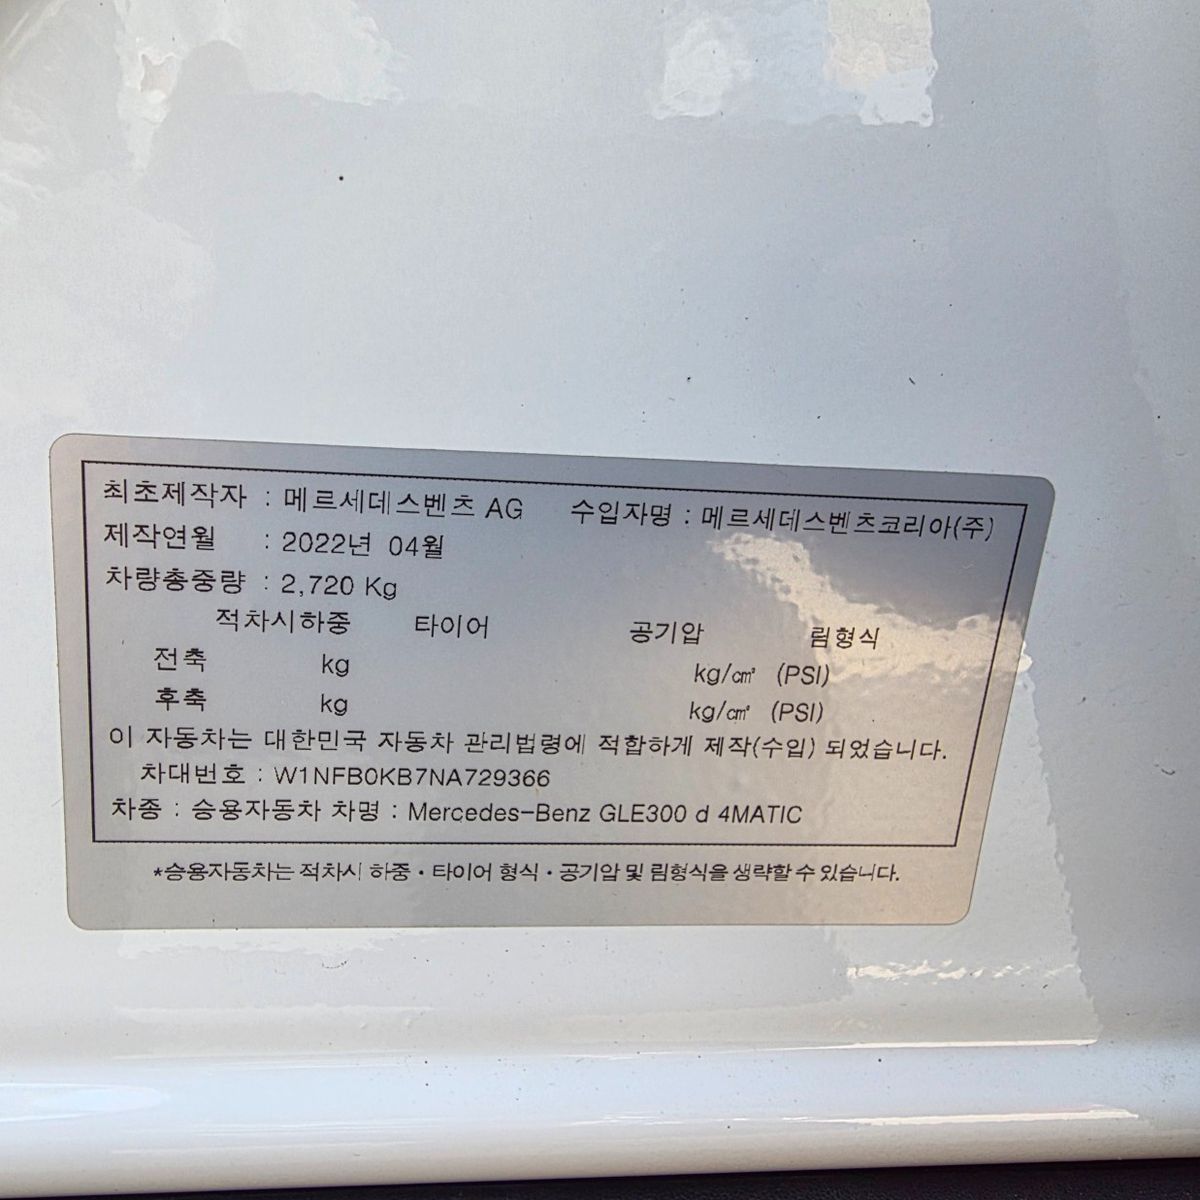 최초제작자 : 메르세데스벤츠 AG 수입자명 : 메르세데스벤츠코리아(주)
제작연월 : 2022년 04월
차량총중량 : 2,720 Kg
적차시하중 타이어 공기압 림형식
전축 kg kg/㎠ (PSI)
후축 kg kg/㎠ (PSI)
이 자동차는 대한민국 자동차 관리법령에 적합하게 제작(수입) 되었습니다.
차대번호 : W1NFB0KB7NA729366
차종 : 승용자동차 차명 : Mercedes-Benz GLE300 d 4MATIC
*승용자동차는 적차시 하중·타이어 형식·공기압 및 림형식을 생략할 수 있습니다.